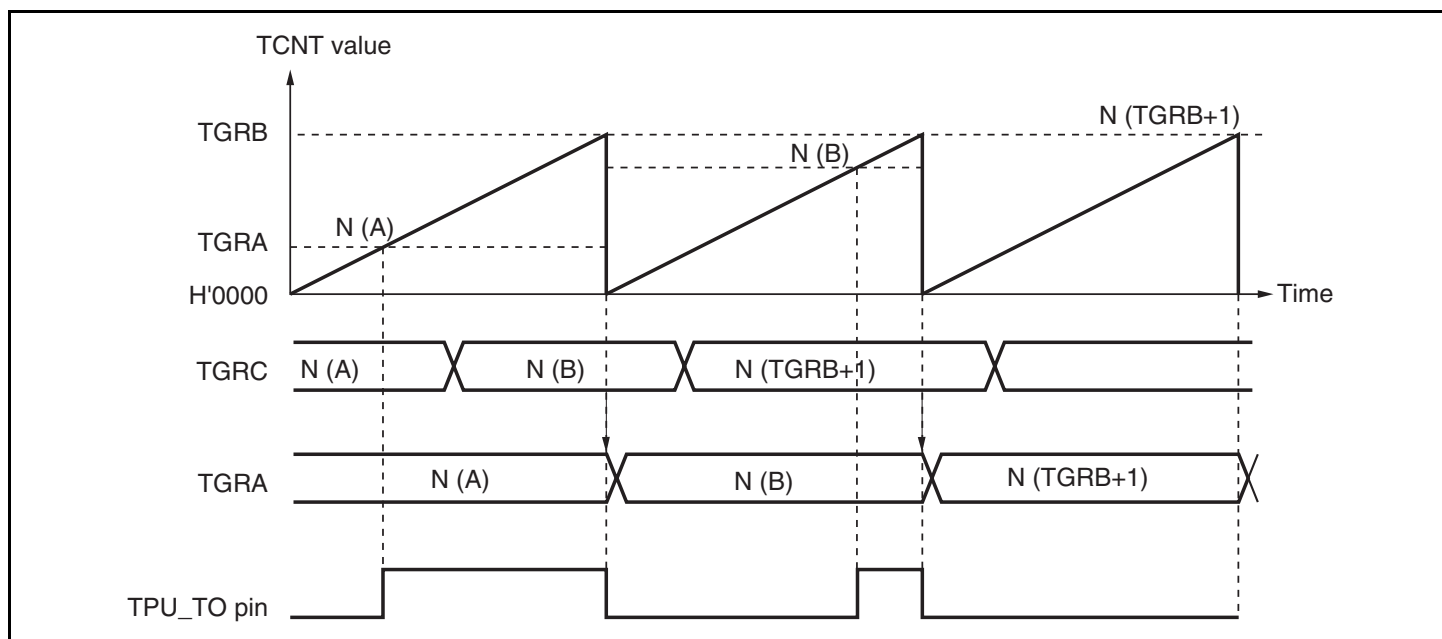 TCNT value
TGRB
N (TGRB+1)
N (B)
N (A)
TGRA
H'0000
Time
TGRC
N (A)
N (B)
N (TGRB+1)
TGRA
N (A)
N (B)
N (TGRB+1)
TPU_TO pin